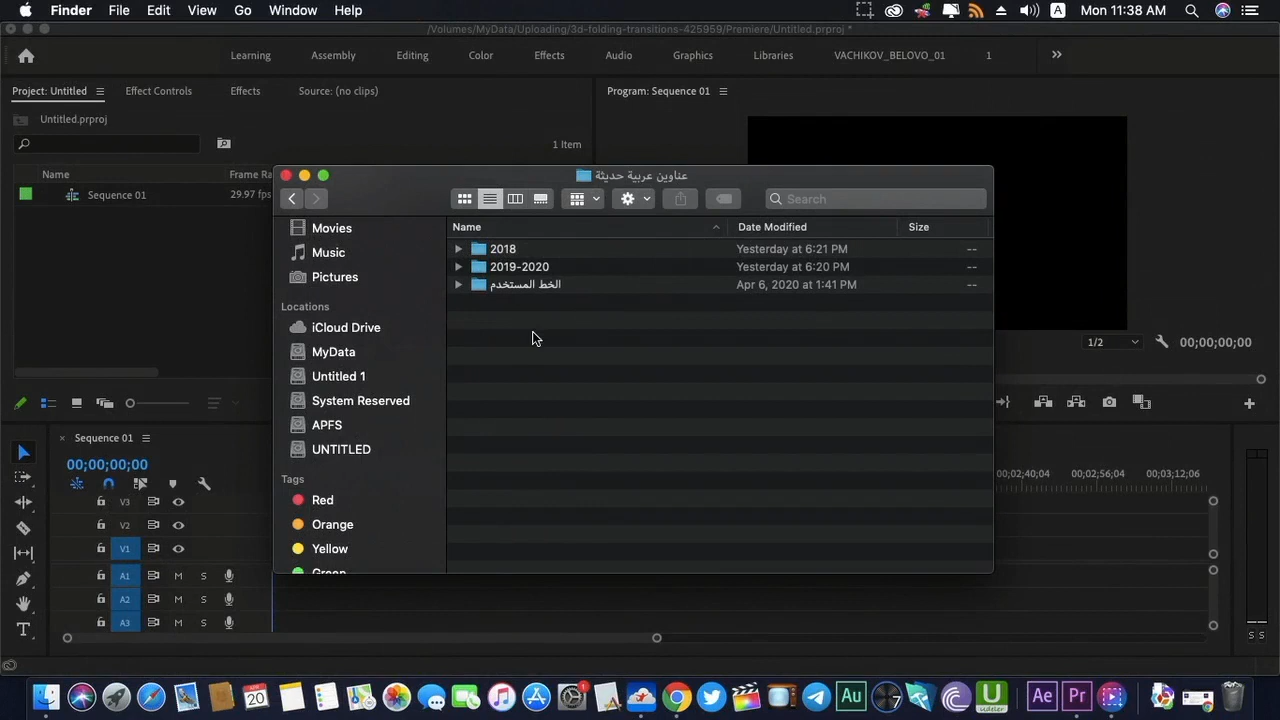 Finder File Edit View Go Window Help A Mon 11:38 AM
/Volumes/MyData/Uploading/3d-folding-transitions-425959/Premiere/Untitled.prproj *
Learning Assembly Editing Color Effects Audio Graphics Libraries VACHIKOV_BELOVO_01 1
Project: Untitled Effect Controls Effects Source: (no clips) Program: Sequence 01
Untitled.prproj
1 Item
Name Frame Ra
Sequence 01 29.97 fps
عناوين عربية حديثة
Search
Name Date Modified Size
2018 Yesterday at 6:21 PM --
2019-2020 Yesterday at 6:20 PM --
الخط المستخدم Apr 6, 2020 at 1:41 PM --
Movies
Music
Pictures
Locations
iCloud Drive
MyData
Untitled 1
System Reserved
APFS
UNTITLED
Tags
Red
Orange
Yellow
Green
1/2 00;00;00;00
Sequence 01
00;00;00;00
00;02;40;04 00;02;56;04 00;03;12;06
V3
V2
V1
A1 M S
A2 M S
A3 M S
S S
AUG 20 1 Au 7 U udeler Ae Pr